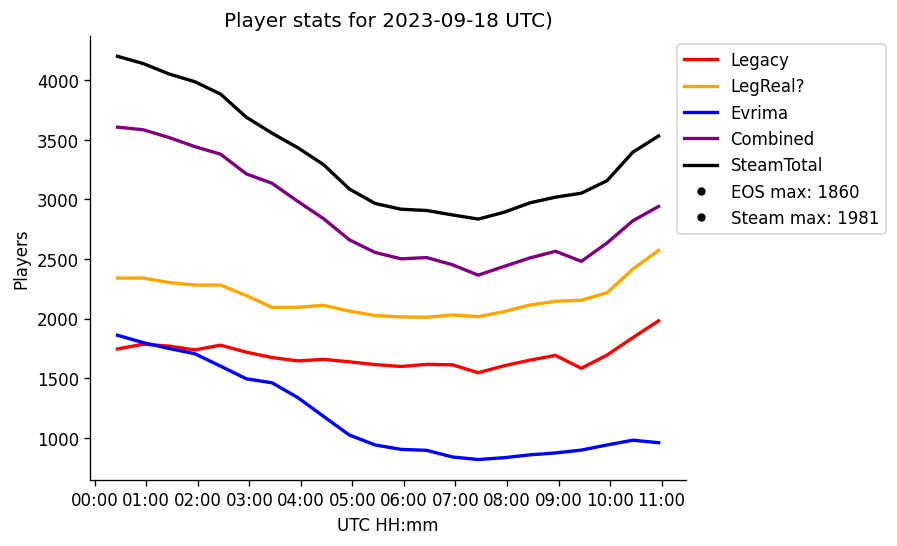 Player stats for 2023-09-18 UTC)
Players
4000
3500
3000
2500
2000
1500
1000
00:00 01:00 02:00 03:00 04:00 05:00 06:00 07:00 08:00 09:00 10:00 11:00
UTC HH:mm
Legacy
LegReal?
Evrima
Combined
SteamTotal
EOS max: 1860
Steam max: 1981